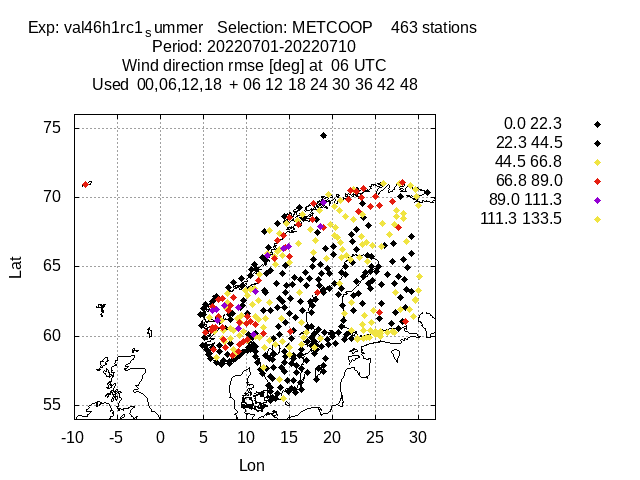 Exp: val46h1rc1summer   Selection: METCOOP    463 stations
Period: 20220701-20220710
Wind direction rmse [deg] at  06 UTC
Used  00,06,12,18  + 06 12 18 24 30 36 42 48
0.0 22.3
22.3 44.5
44.5 66.8
66.8 89.0
89.0 111.3
111.3 133.5
75
70
65
60
55
Lat
-10 -5 0 5 10 15 20 25 30
Lon